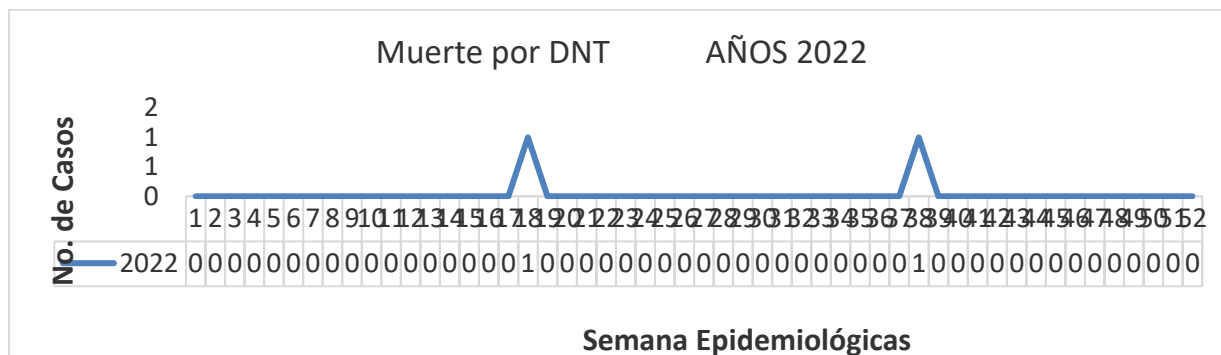 Muerte por DNT AÑOS 2022
No. de Casos
2
1
1
0
1 2 3 4 5 6 7 8 9 10 11 12 13 14 15 16 17 18 19 20 21 22 23 24 25 26 27 28 29 30 31 32 33 34 35 36 37 38 39 40 41 42 43 44 45 46 47 48 49 50 51 52
2022 0 0 0 0 0 0 0 0 0 0 0 0 0 0 0 0 0 1 0 0 0 0 0 0 0 0 0 0 0 0 0 0 0 0 0 0 0 1 0 0 0 0 0 0 0 0 0 0 0 0 0 0
Semana Epidemiológicas